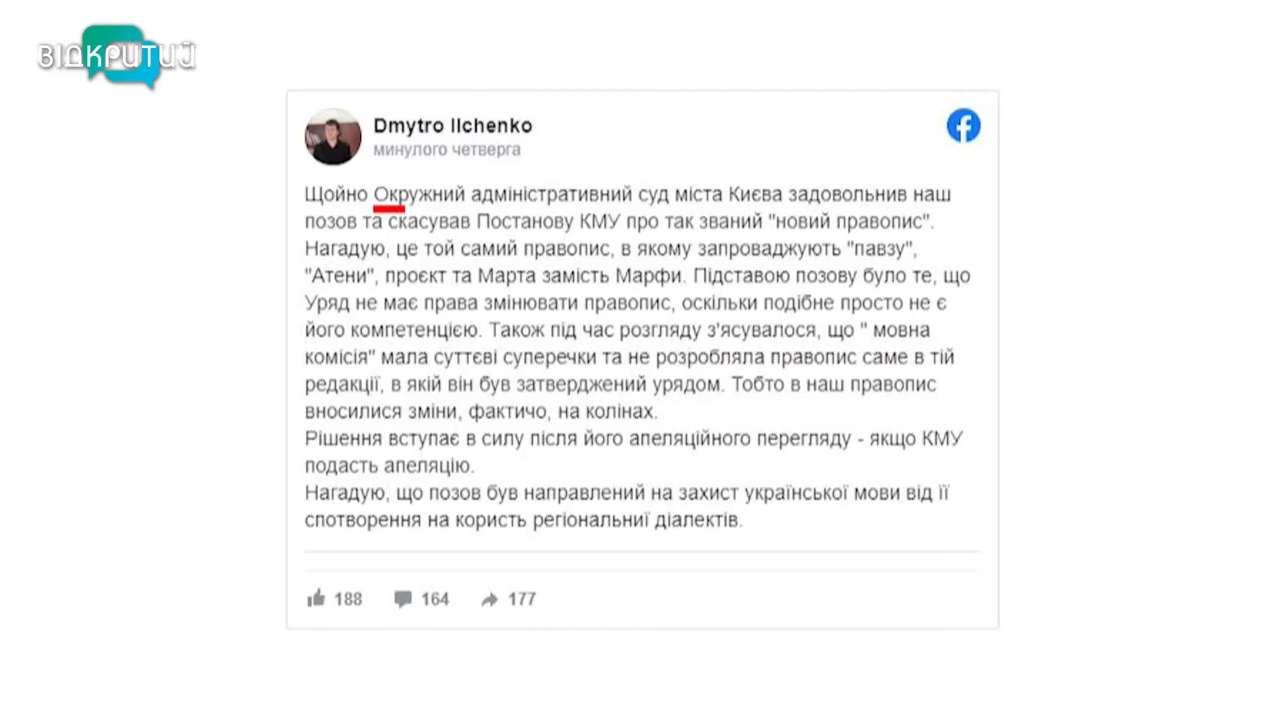 ВІДКРИТИЙ
Dmytro Ilchenko
минулого четверга
Щойно Окружний адміністративний суд міста Києва задовольнив наш
позов та скасував Постанову КМУ про так званий "новий правопис".
Нагадую, це той самий правопис, в якому запроваджують "павзу",
"Атени", проєкт та Марта замість Марфи. Підставою позову було те, що
Уряд не має права змінювати правопис, оскільки подібне просто не є
його компетенцією. Також під час розгляду з'ясувалося, що " мовна
комісія" мала суттєві суперечки та не розробляла правопис саме в тій
редакції, в якій він був затверджений урядом. Тобто в наш правопис
вносилися зміни, фактичо, на колінах.
Рішення вступає в силу після його апеляційного перегляду - якщо КМУ
подасть апеляцію.
Нагадую, що позов був направлений на захист української мови від її
спотворення на користь регіональниї діалектів.
188 164 177